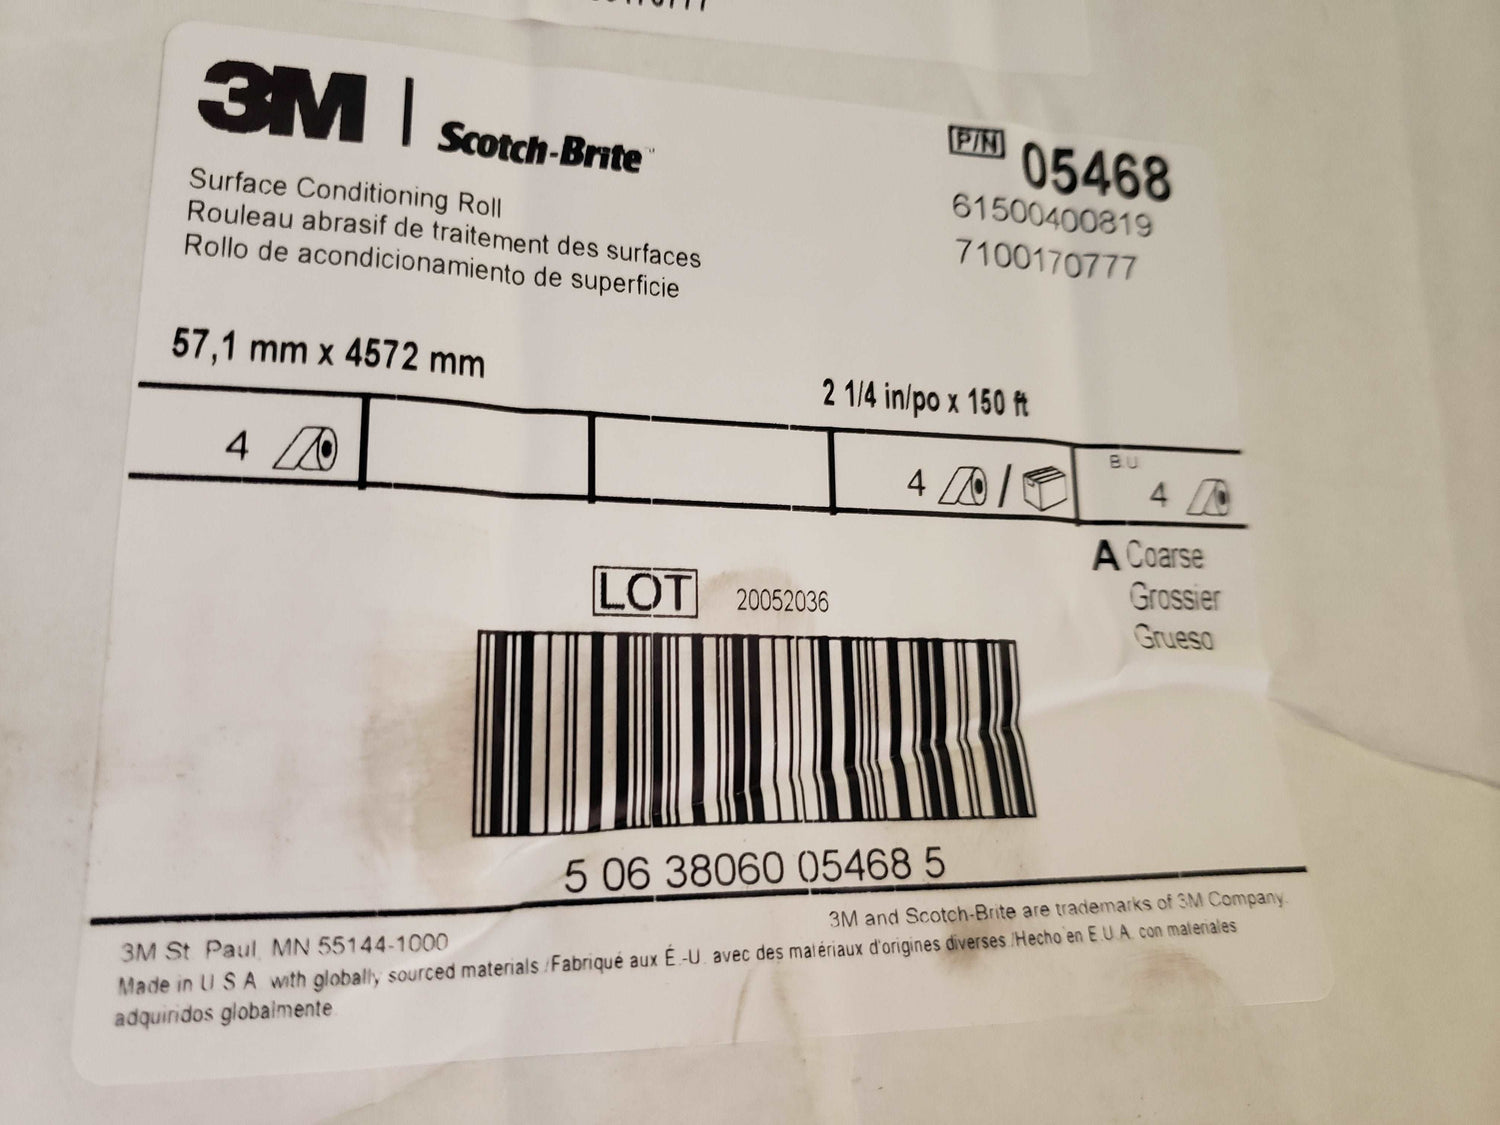 3M | Scotch-Brite™
Surface Conditioning Roll
Rouleau abrasif de traitement des surfaces
Rollo de acondicionamiento de superficie
P/N 05468
61500400819
7100170777
57,1 mm x 4572 mm
2 1/4 in/po x 150 ft
4
4 /
B.U
4
A Coarse
Grossier
Grueso
LOT 20052036
5 06 38060 05468 5
3M and Scotch-Brite are trademarks of 3M Company.
3M St. Paul, MN 55144-1000
Made in U S A with globally sourced materials /Fabriqué aux É.-U. avec des matériaux d'origines diverses /Hecho en E.U.A. con materiales
adquiridos globalmente.